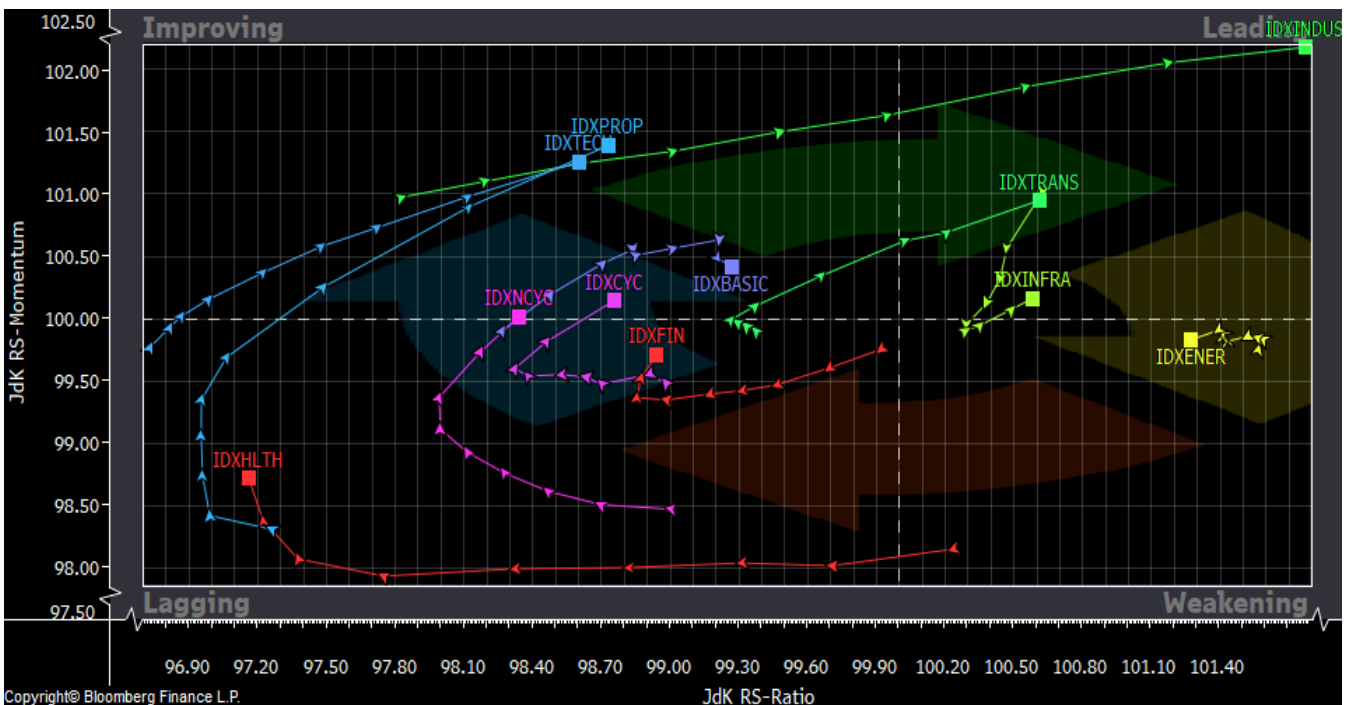 102.50
Improving
Leading
IDXINDUS
102.00
101.50
IDXPROP
IDXTECH
101.00
IDXTRANS
100.50
IDXBASIC
IDXCYC
IDXINFRA
IDXNCYC
100.00
IDXFIN
IDXENER
99.50
99.00
IDXHLTH
98.50
98.00
97.50
Lagging
Weakening
JdK RS-Momentum
96.90 97.20 97.50 97.80 98.10 98.40 98.70 99.00 99.30 99.60 99.90 100.20 100.50 100.80 101.10 101.40
JdK RS-Ratio
Copyright© Bloomberg Finance L.P.